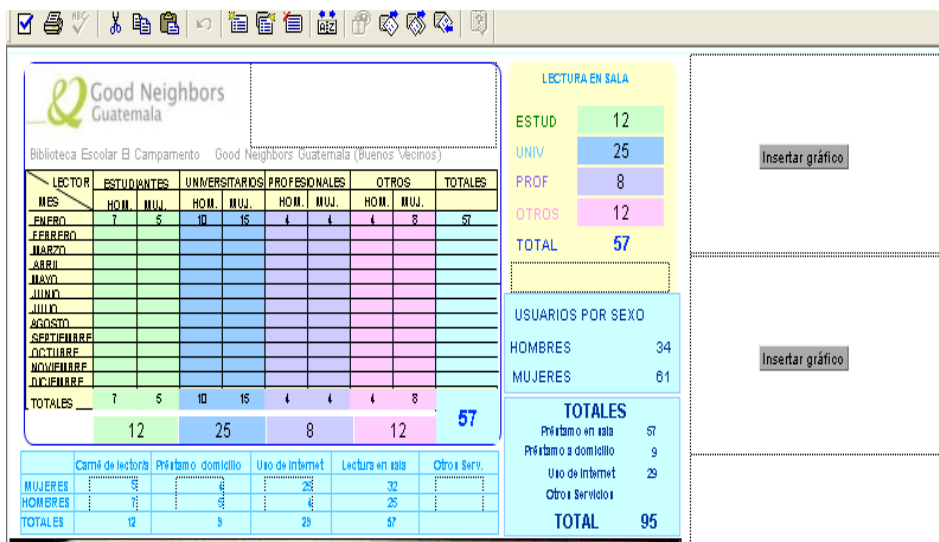 Good Neighbors
Guatemala
Biblioteca Escolar El Campamento Good Neighbors Guatemala (Buenos Vecinos)
LECTOR ESTUDIANTES UNIVERSITARIOS PROFESIONALES OTROS TOTALES
MES HOM. MUJ. HOM. MUJ. HOM. MUJ. HOM. MUJ.
ENERO 7 5 10 15 4 4 4 8 57
FEBRERO
MARZO
ABRIL
MAYO
JUNIO
JULIO
AGOSTO
SEPTIEMBRE
OCTUBRE
NOVIEMBRE
DICIEMBRE
TOTALES 7 5 10 15 4 4 4 8 57
12 25 8 12
Carné de lectoría Préstamo domicilio Uso de Internet Lectura en sala Otros Serv.
MUJERES 5 4 25 32
HOMBRES 7 5 4 25
TOTALES 12 9 29 57
LECTURA EN SALA
ESTUD 12
UNIV 25
PROF 8
OTROS 12
TOTAL 57
USUARIOS POR SEXO
HOMBRES 34
MUJERES 61
TOTALES
Préstamo en sala 57
Préstamo a domicilio 9
Uso de Internet 29
Otros Servicios
TOTAL 95
Insertar gráfico
Insertar gráfico